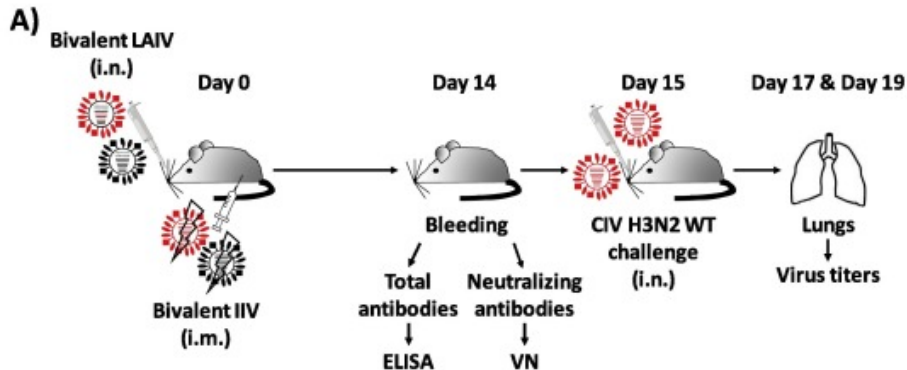 A)
Bivalent LAIV
(i.n.)
Day 0
Day 14
Day 15
Day 17 & Day 19
Bivalent IIV
(i.m.)
Bleeding
Total
antibodies
ELISA
Neutralizing
antibodies
VN
CIV H3N2 WT
challenge
(i.n.)
Lungs
Virus titers